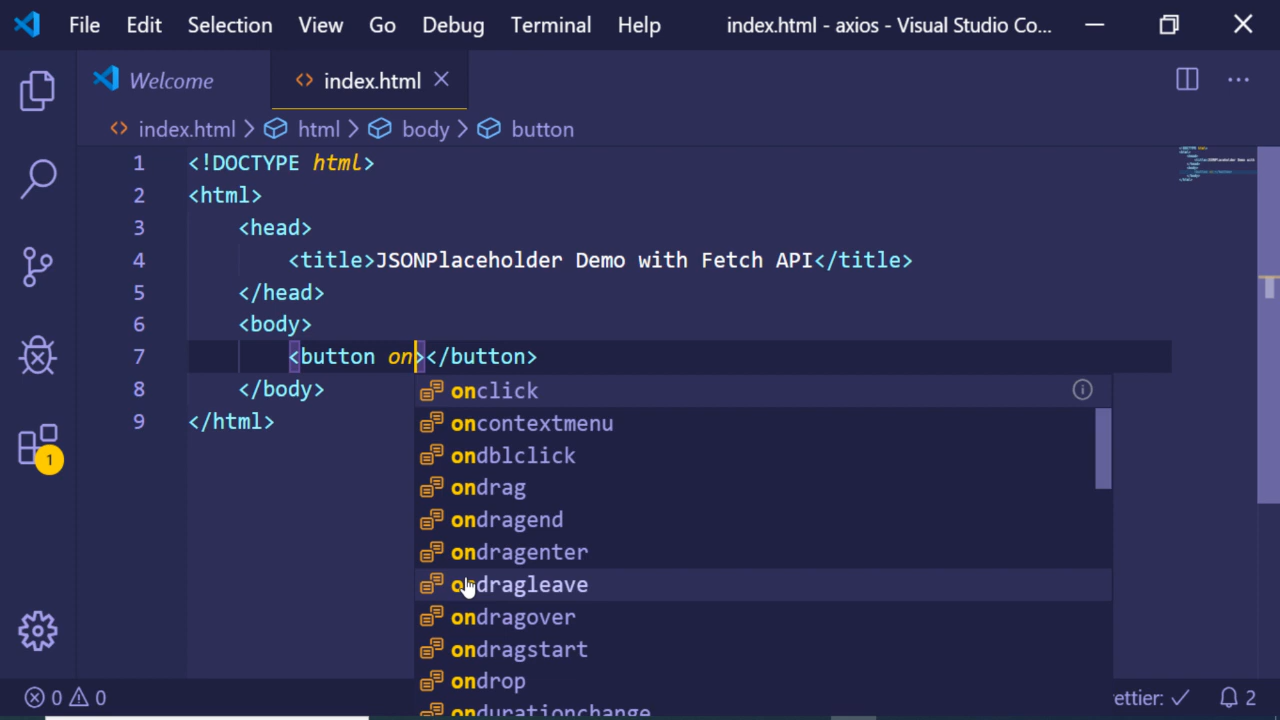 File Edit Selection View Go Debug Terminal Help index.html - axios - Visual Studio Co...
Welcome index.html
index.html html body button
1 <!DOCTYPE html>
2 <html>
3 <head>
4 <title>JSONPlaceholder Demo with Fetch API</title>
5 </head>
6 <body>
7 <button on></button>
8 </body>
9 </html>
onclick
oncontextmenu
ondblclick
ondrag
ondragend
ondragenter
ondragleave
ondragover
ondragstart
ondrop
ondurationchange
1
0 0 ettier: 2